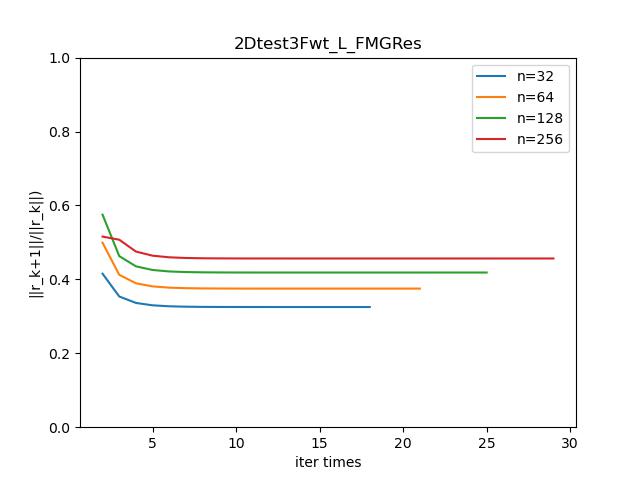 2Dtest3Fwt_L_FMGRes
1.0
0.8
0.6
0.4
0.2
0.0
||r_k+1||/||r_k||)
n=32
n=64
n=128
n=256
5
10
15
20
25
30
iter times